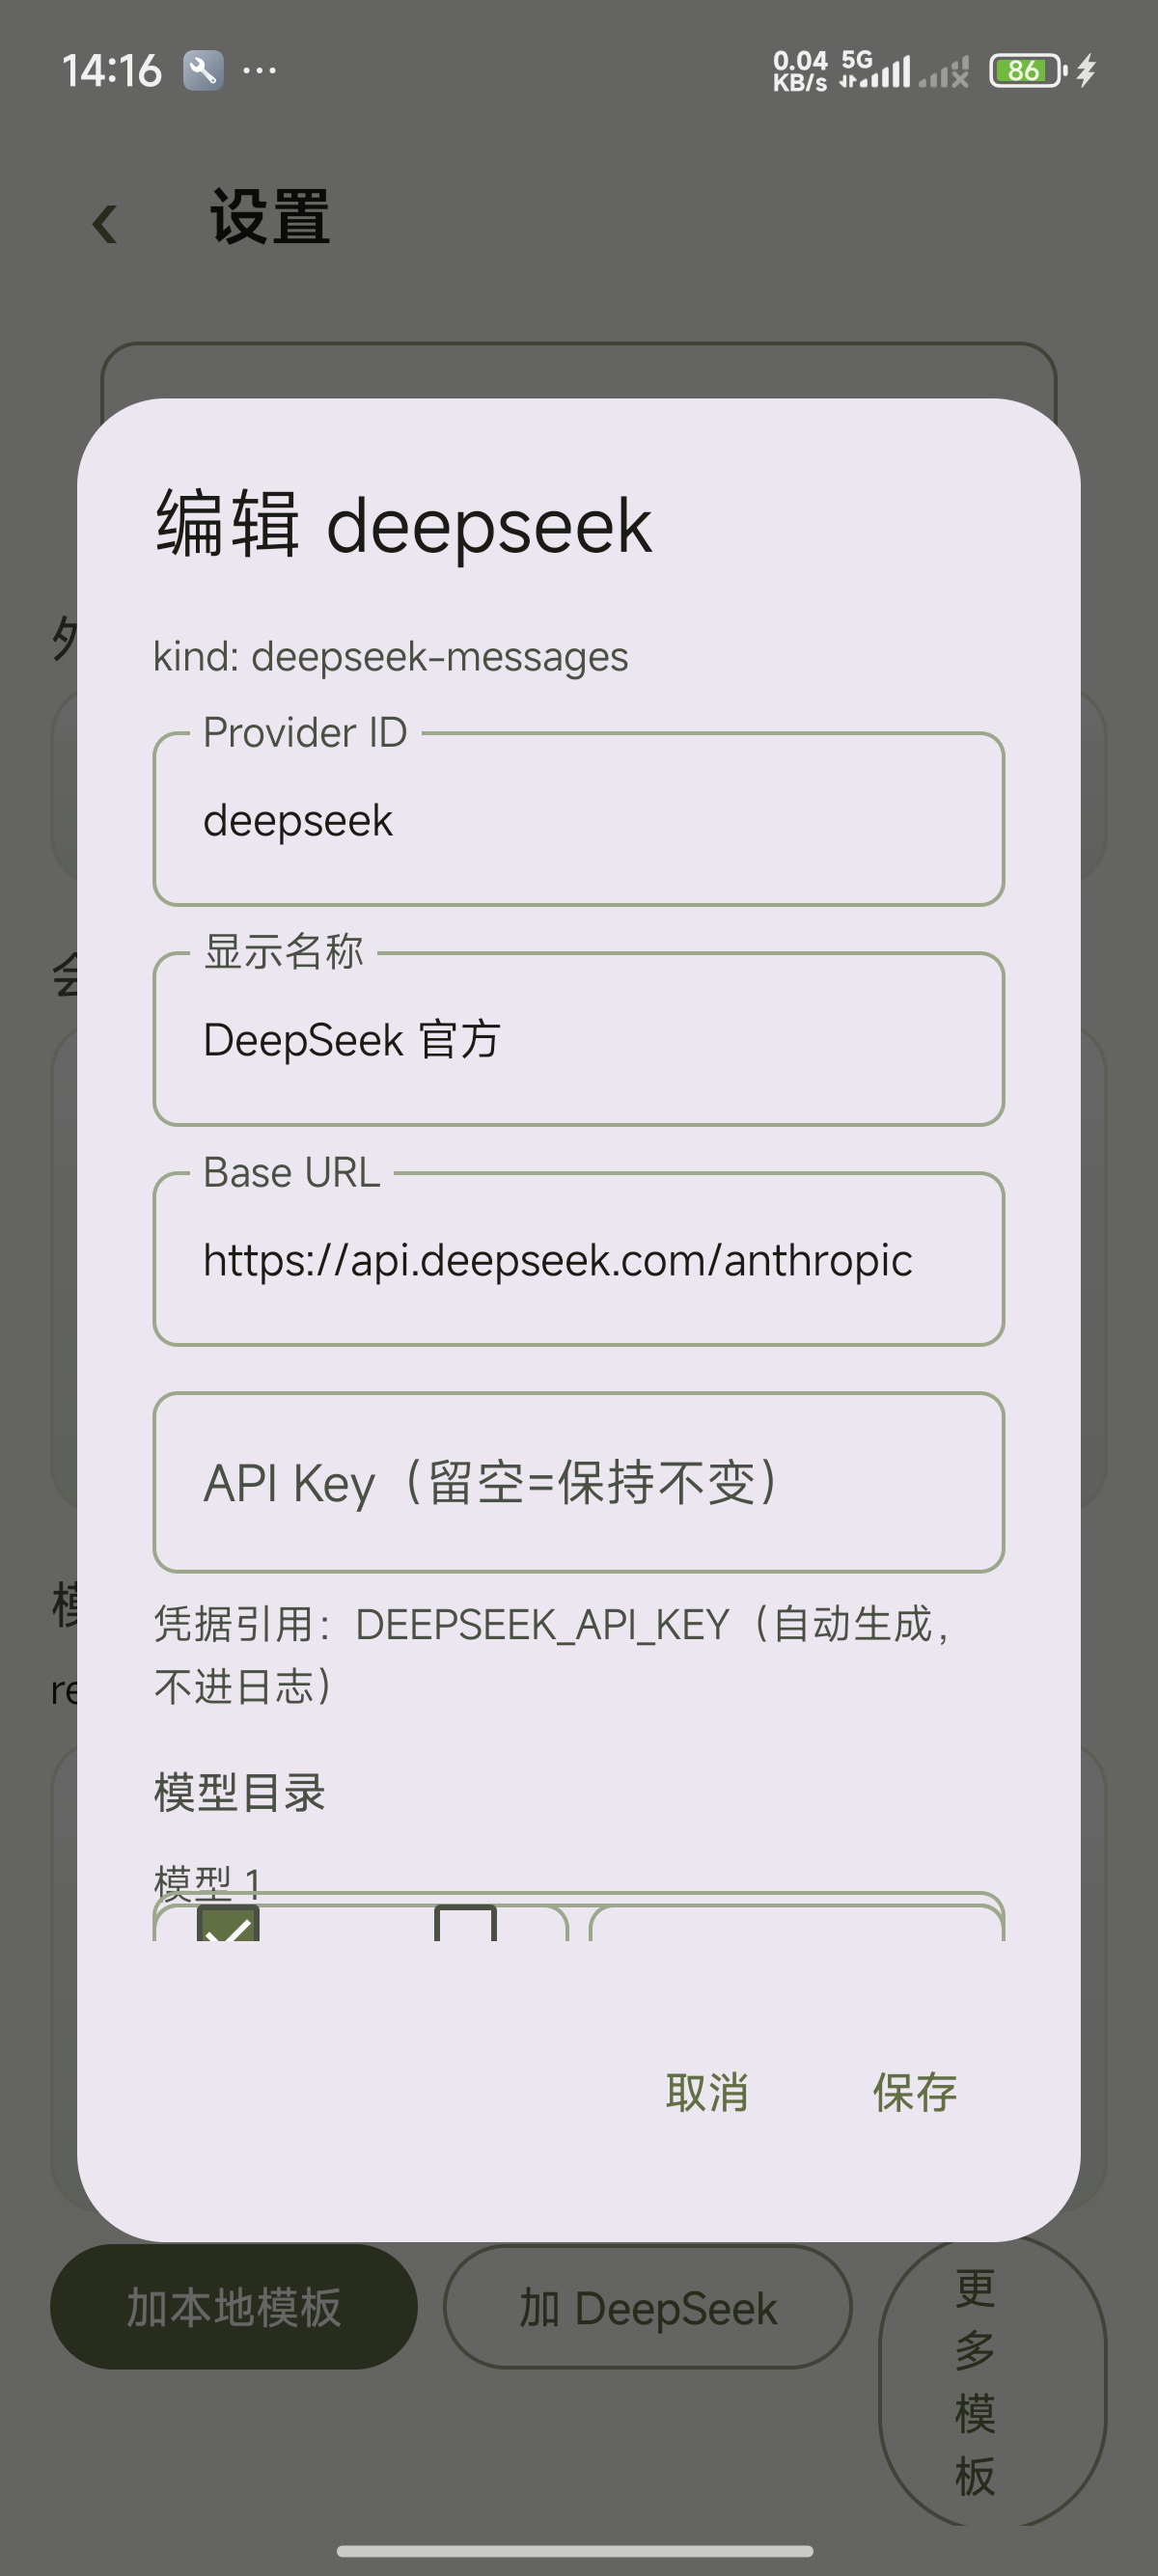 14:16 ... 0.04 KB/s 5G 86
‹ 设置
编辑 deepseek
kind: deepseek-messages
Provider ID
deepseek
显示名称
DeepSeek 官方
Base URL
https://api.deepseek.com/anthropic
API Key（留空=保持不变）
凭据引用：DEEPSEEK_API_KEY（自动生成，
不进日志）
模型目录
模型 1
re
取消 保存
加本地模板 加 DeepSeek 更多模板